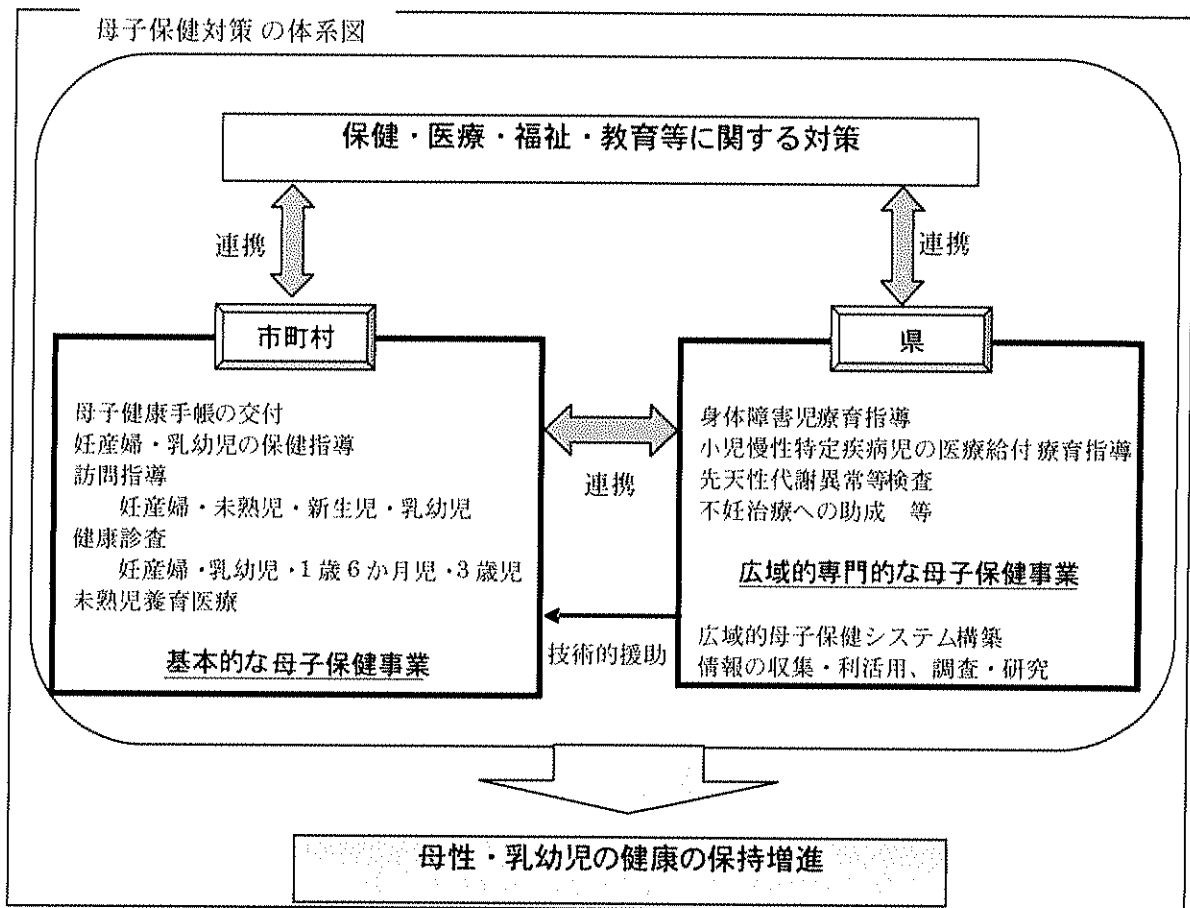 母子保健対策の体系図
保健・医療・福祉・教育等に関する対策
連携
連携
市町村
母子健康手帳の交付
妊産婦・乳幼児の保健指導
訪問指導
妊産婦・未熟児・新生児・乳幼児
健康診査
妊産婦・乳幼児・1歳6か月児・3歳児
未熟児養育医療
基本的な母子保健事業
連携
技術的援助
県
身体障害児療育指導
小児慢性特定疾病児の医療給付 療育指導
先天性代謝異常等検査
不妊治療への助成 等
広域的専門的な母子保健事業
広域的母子保健システム構築
情報の収集・利活用、調査・研究
母性・乳幼児の健康の保持増進